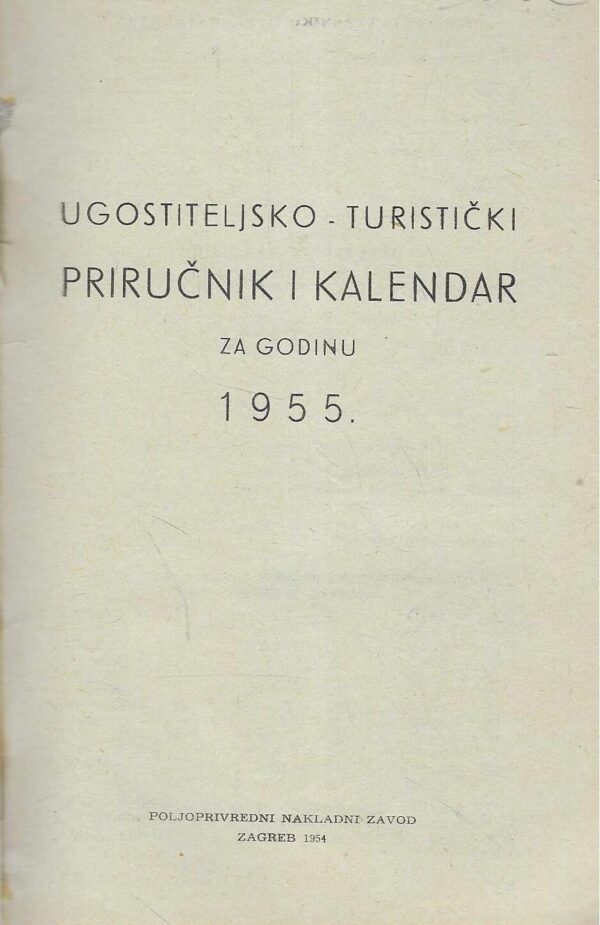 UGOSTITELJSKO - TURISTIČKI
PRIRUČNIK I KALENDAR
ZA GODINU
1955.
POLJOPRIVREDNI NAKLADNI ZAVOD
ZAGREB 1954